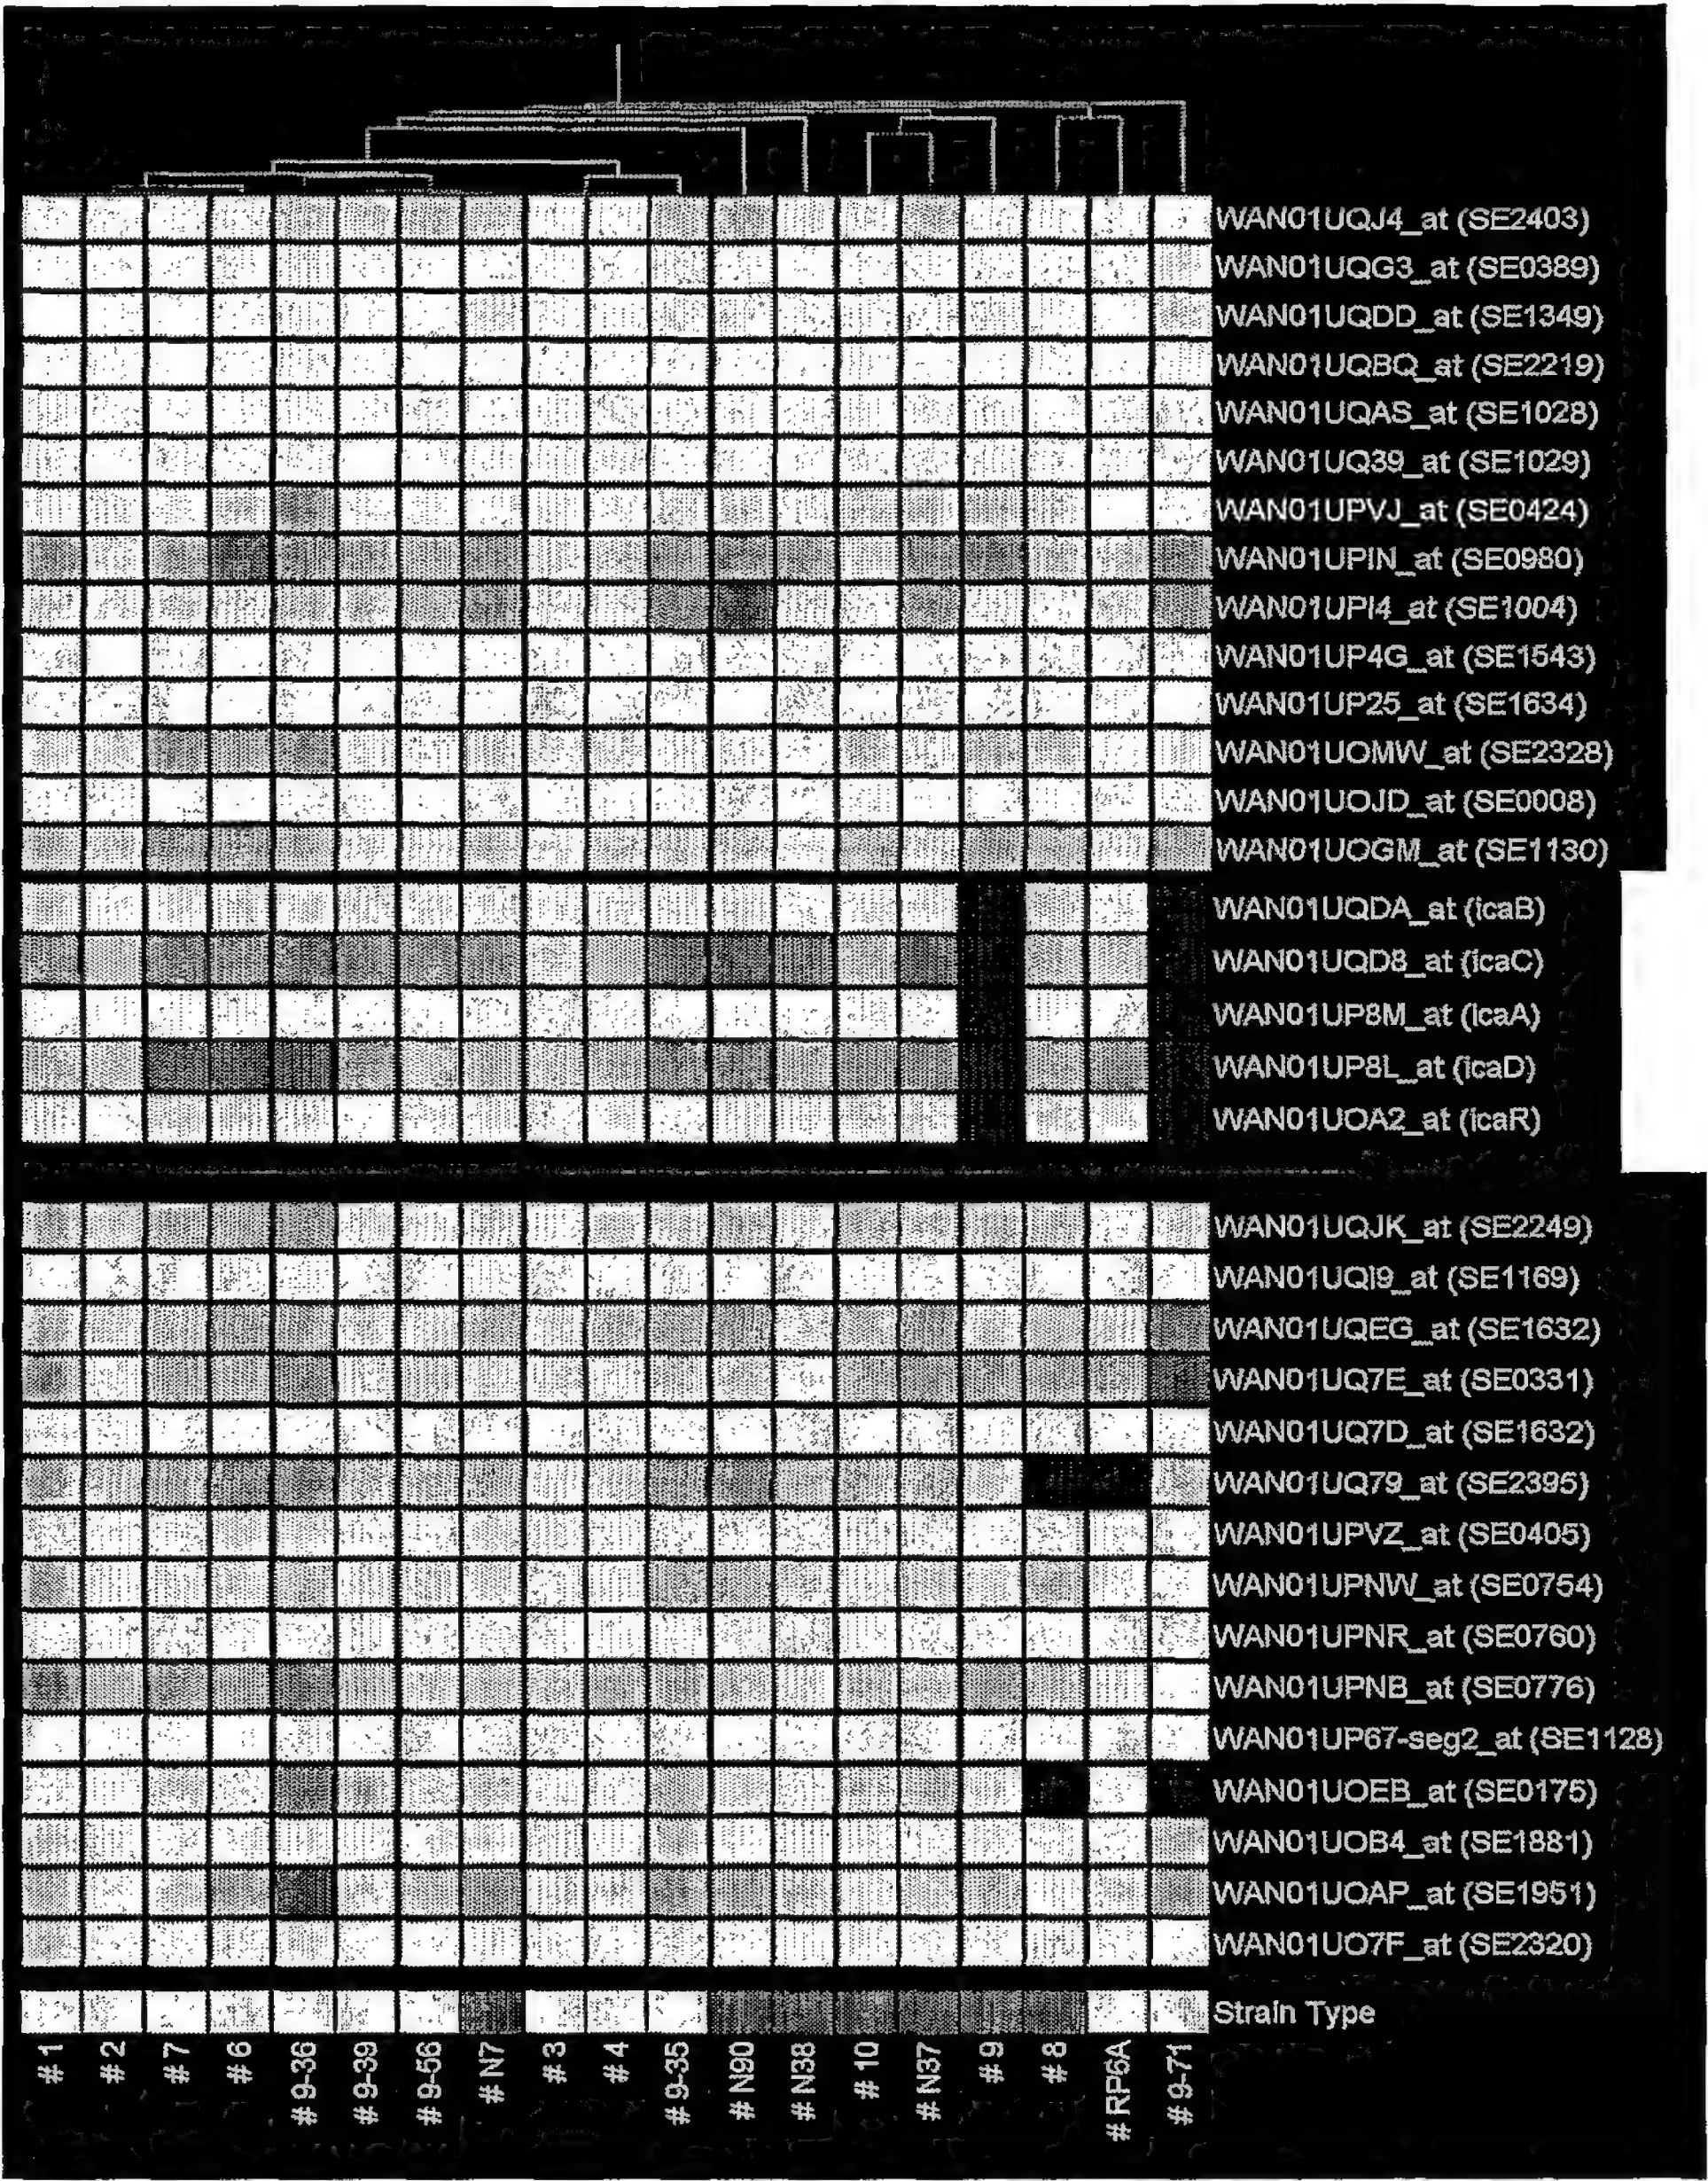 WAN01UQJ4_at (SE2403)
WAN01UQG3_at (SE0389)
WAN01UQDD_at (SE1349)
WAN01UQBQ_at (SE2219)
WAN01UQAS_at (SE1028)
WAN01UQ39_at (SE1029)
WAN01UPVJ_at (SE0424)
WAN01UPIN_at (SE0980)
WAN01UPI4_at (SE1004)
WAN01UP4G_at (SE1543)
WAN01UP25_at (SE1634)
WAN01UOMW_at (SE2328)
WAN01UOJD_at (SE0008)
WAN01UOGM_at (SE1130)
WAN01UQDA_at (icaB)
WAN01UQD8_at (icaC)
WAN01UP8M_at (icaA)
WAN01UP8L_at (icaD)
WAN01UOA2_at (icaR)
WAN01UQJK_at (SE2249)
WAN01UQI9_at (SE1169)
WAN01UQEG_at (SE1632)
WAN01UQ7E_at (SE0331)
WAN01UQ7D_at (SE1632)
WAN01UQ79_at (SE2395)
WAN01UPVZ_at (SE0405)
WAN01UPNW_at (SE0754)
WAN01UPNR_at (SE0760)
WAN01UPNB_at (SE0776)
WAN01UP67-seg2_at (SE1128)
WAN01UOEB_at (SE0175)
WAN01UOB4_at (SE1881)
WAN01UOAP_at (SE1951)
WAN01UO7F_at (SE2320)
Strain Type
# 1
# 2
# 7
# 6
# 9-36
# 9-39
# 9-56
# N7
# 3
# 4
# 9-35
# N90
# N38
# 10
# N37
# 9
# 8
# RP6A
# 9-71